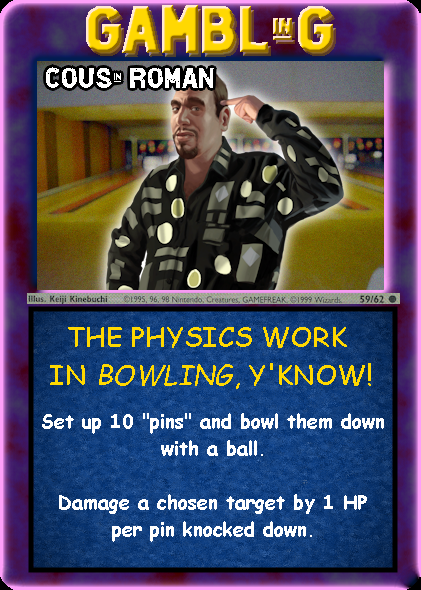 GAMBLING
COUSIN ROMAN
Illus. Keiji Kinebuchi ©1995, 96, 98 Nintendo, Creatures, GAMEFREAK. ©1999 Wizards. 59/62
THE PHYSICS WORK
IN BOWLING, Y'KNOW!
Set up 10 "pins" and bowl them down
with a ball.
Damage a chosen target by 1 HP
per pin knocked down.